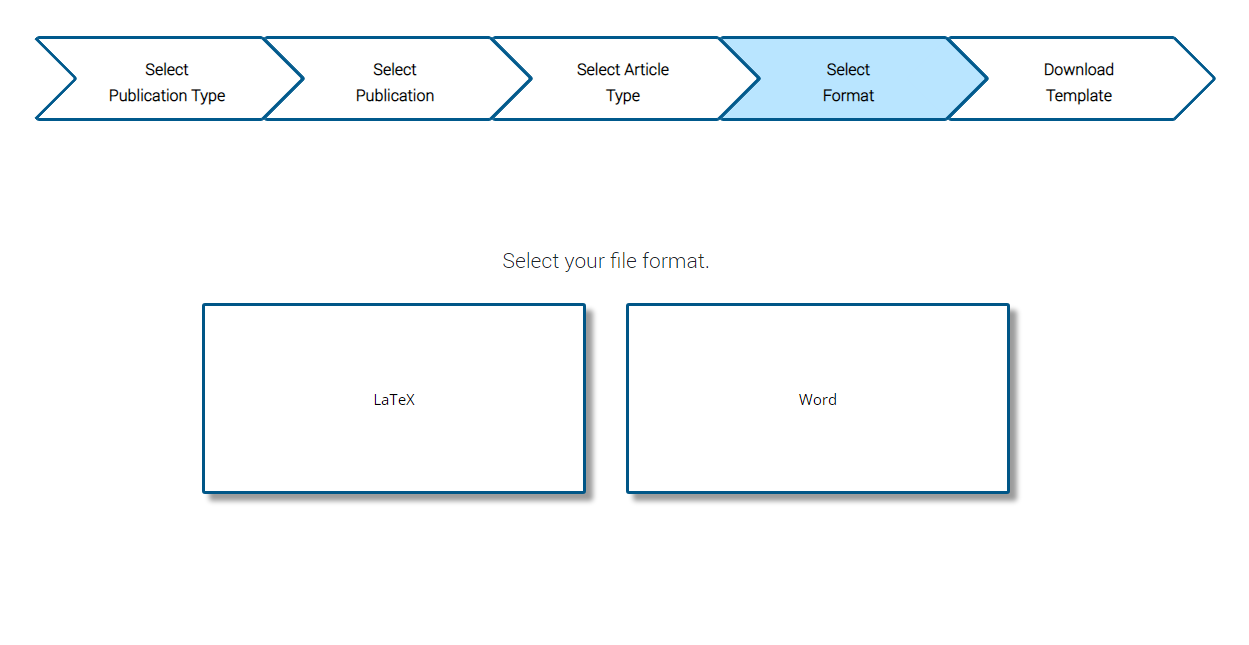 Select
Publication Type
Select
Publication
Select Article
Type
Select
Format
Download
Template
Select your file format.
LaTeX
Word